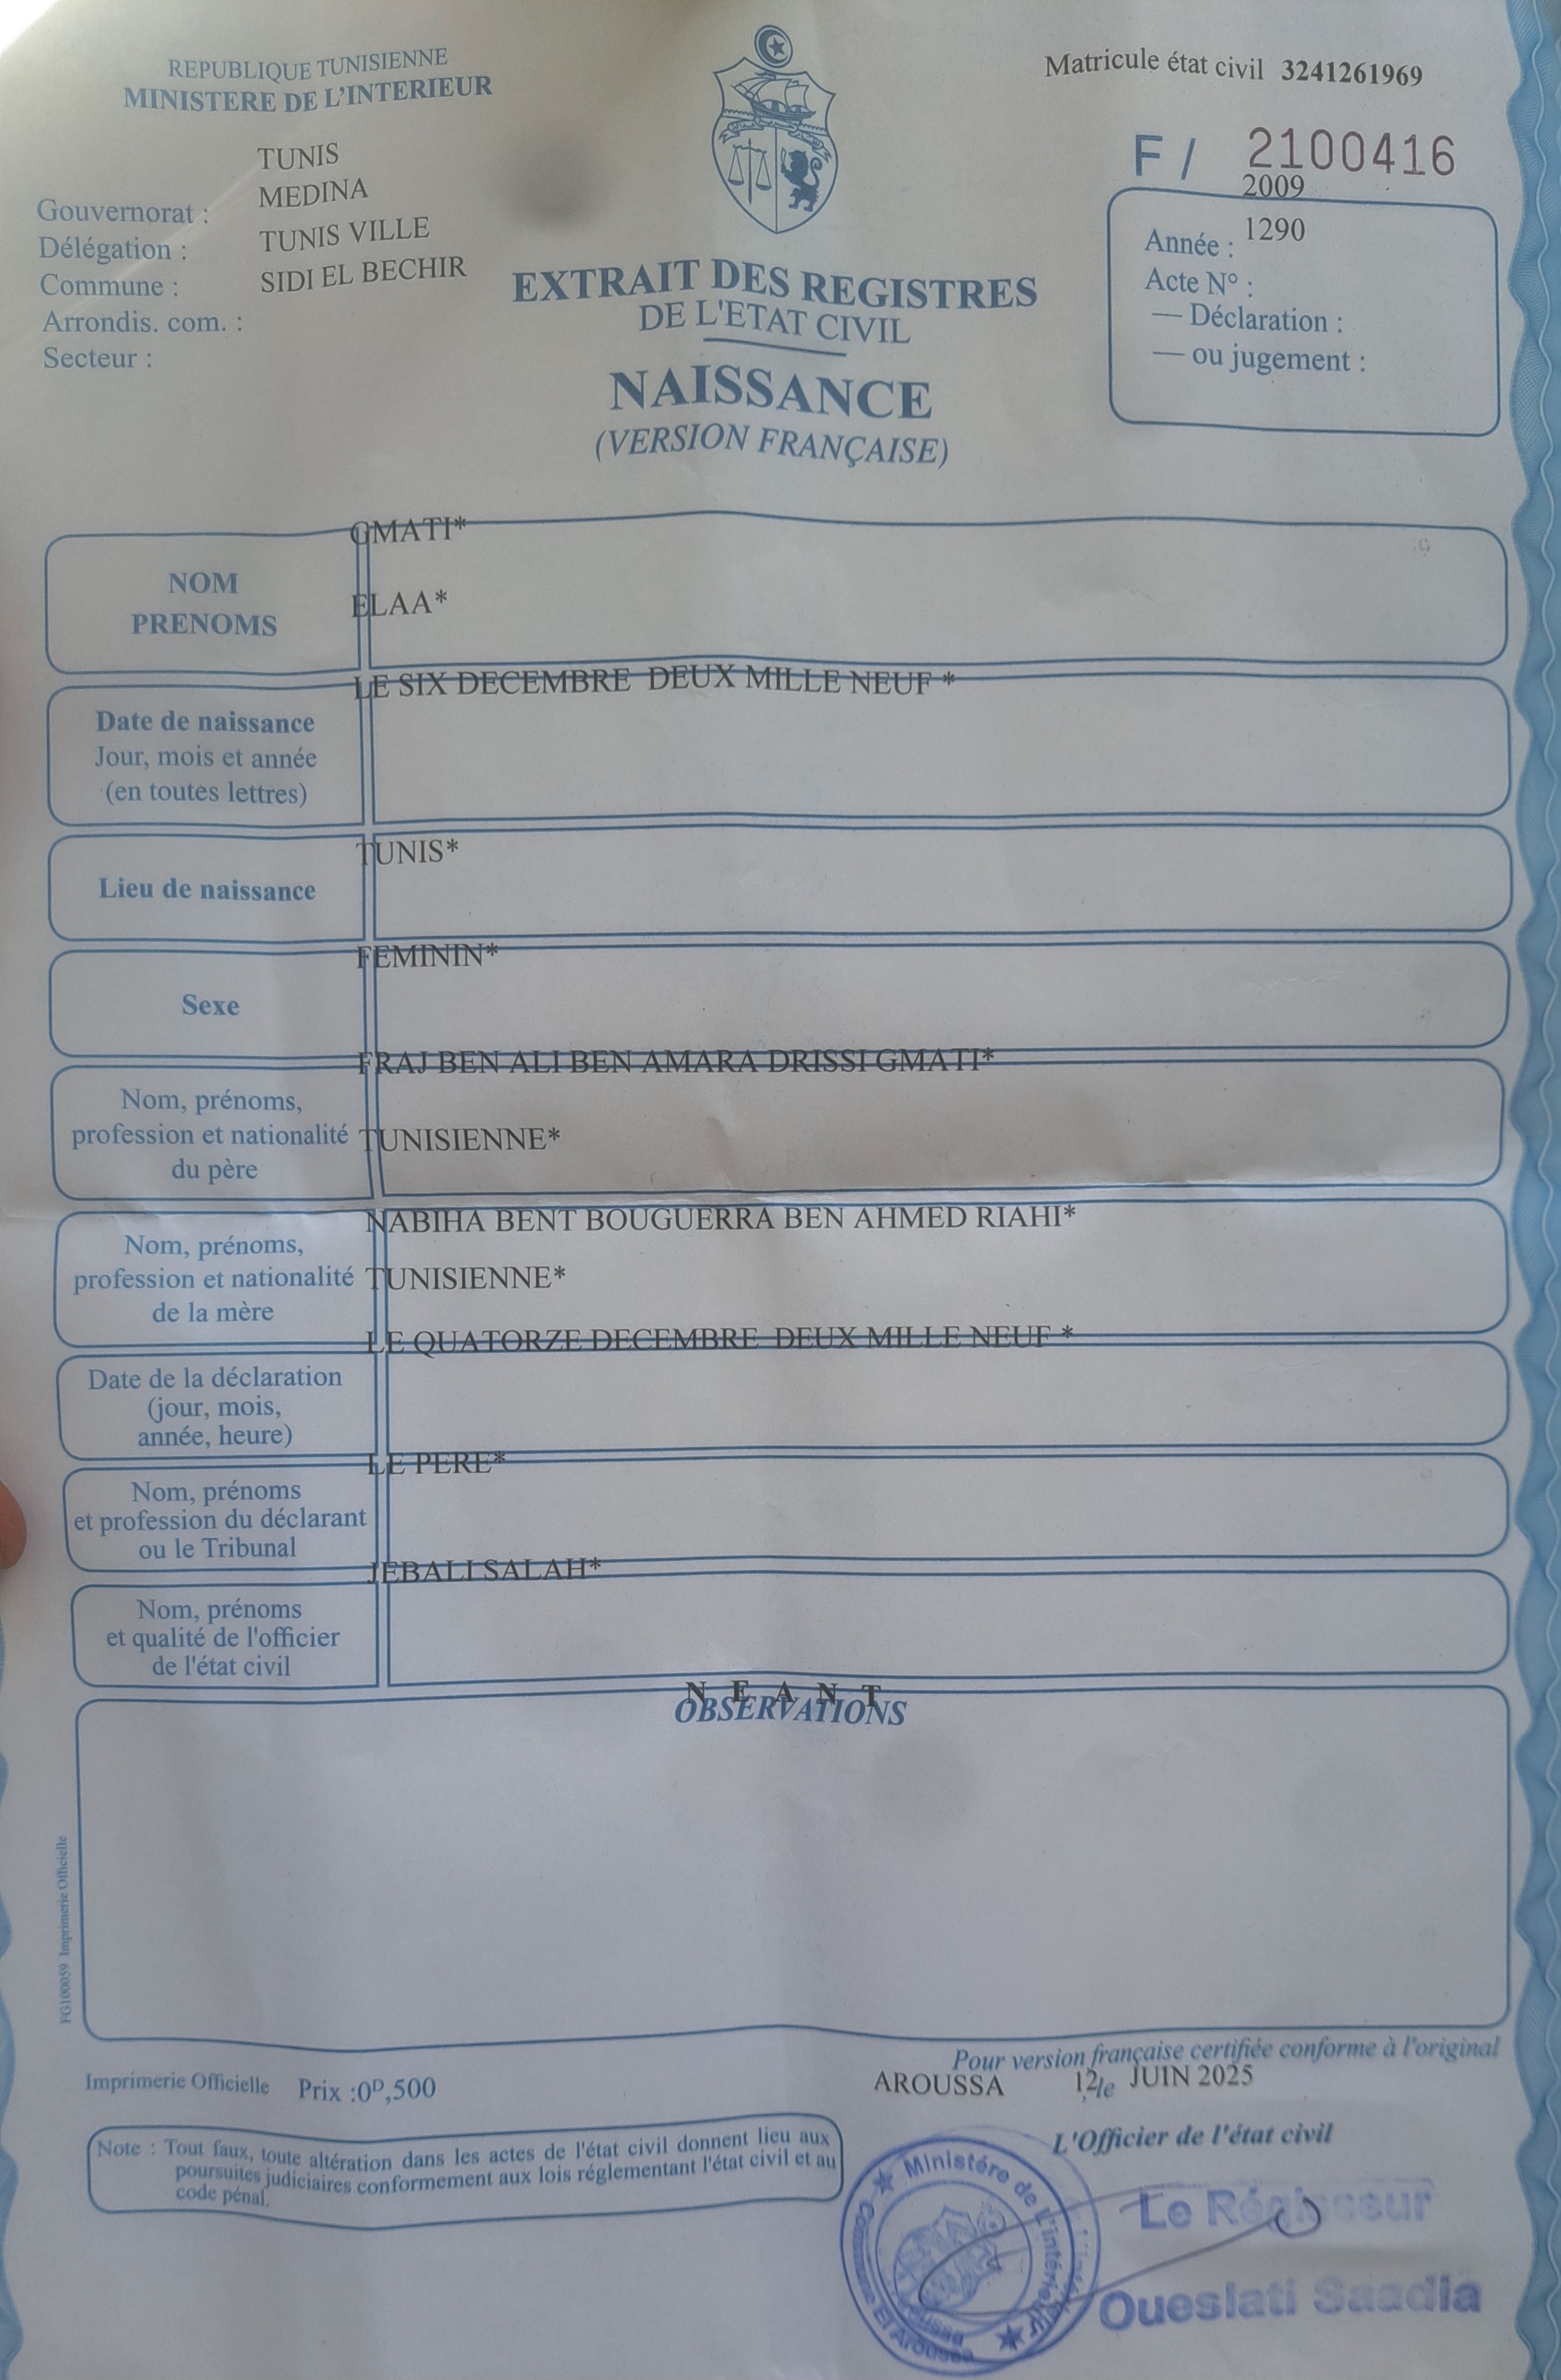 REPUBLIQUE TUNISIENNE
MINISTERE DE L'INTERIEUR
Matricule état civil 3241261969
F / 2100416
TUNIS
MEDINA
TUNIS VILLE
SIDI EL BECHIR
Gouvernorat :
Délégation :
Commune :
Arrondis. com. :
Secteur :
2009
1290
Année :
Acte N° :
— Déclaration :
— ou jugement :
EXTRAIT DES REGISTRES
DE L'ETAT CIVIL
NAISSANCE
(VERSION FRANÇAISE)
GMATI*
NOM
PRENOMS
ELAA*
LE SIX DECEMBRE DEUX MILLE NEUF *
Date de naissance
Jour, mois et année
(en toutes lettres)
TUNIS*
Lieu de naissance
FEMININ*
Sexe
FRAJ BEN ALI BEN AMARA DRISSI GMATI*
Nom, prénoms,
profession et nationalité
du père
TUNISIENNE*
NABIHA BENT BOUGUERRA BEN AHMED RIAHI*
Nom, prénoms,
profession et nationalité
de la mère
TUNISIENNE*
LE QUATORZE DECEMBRE DEUX MILLE NEUF *
Date de la déclaration
(jour, mois,
année, heure)
LE PERE*
Nom, prénoms
et profession du déclarant
ou le Tribunal
JEBALI SALAH*
Nom, prénoms
et qualité de l'officier
de l'état civil
N E A N T
OBSERVATIONS
FG100059 Imprimerie Officielle
Pour version française certifiée conforme à l'original
AROUSSA 12 le JUIN 2025
Imprimerie Officielle Prix :0ᴰ,500
L'Officier de l'état civil
Note : Tout faux, toute altération dans les actes de l'état civil donnent lieu aux
poursuites judiciaires conformement aux lois réglementant l'état civil et au
code pénal.
Ministére de L'intérieur
Commune El Aroussa
Le Régisseur
Oueslati Saadia